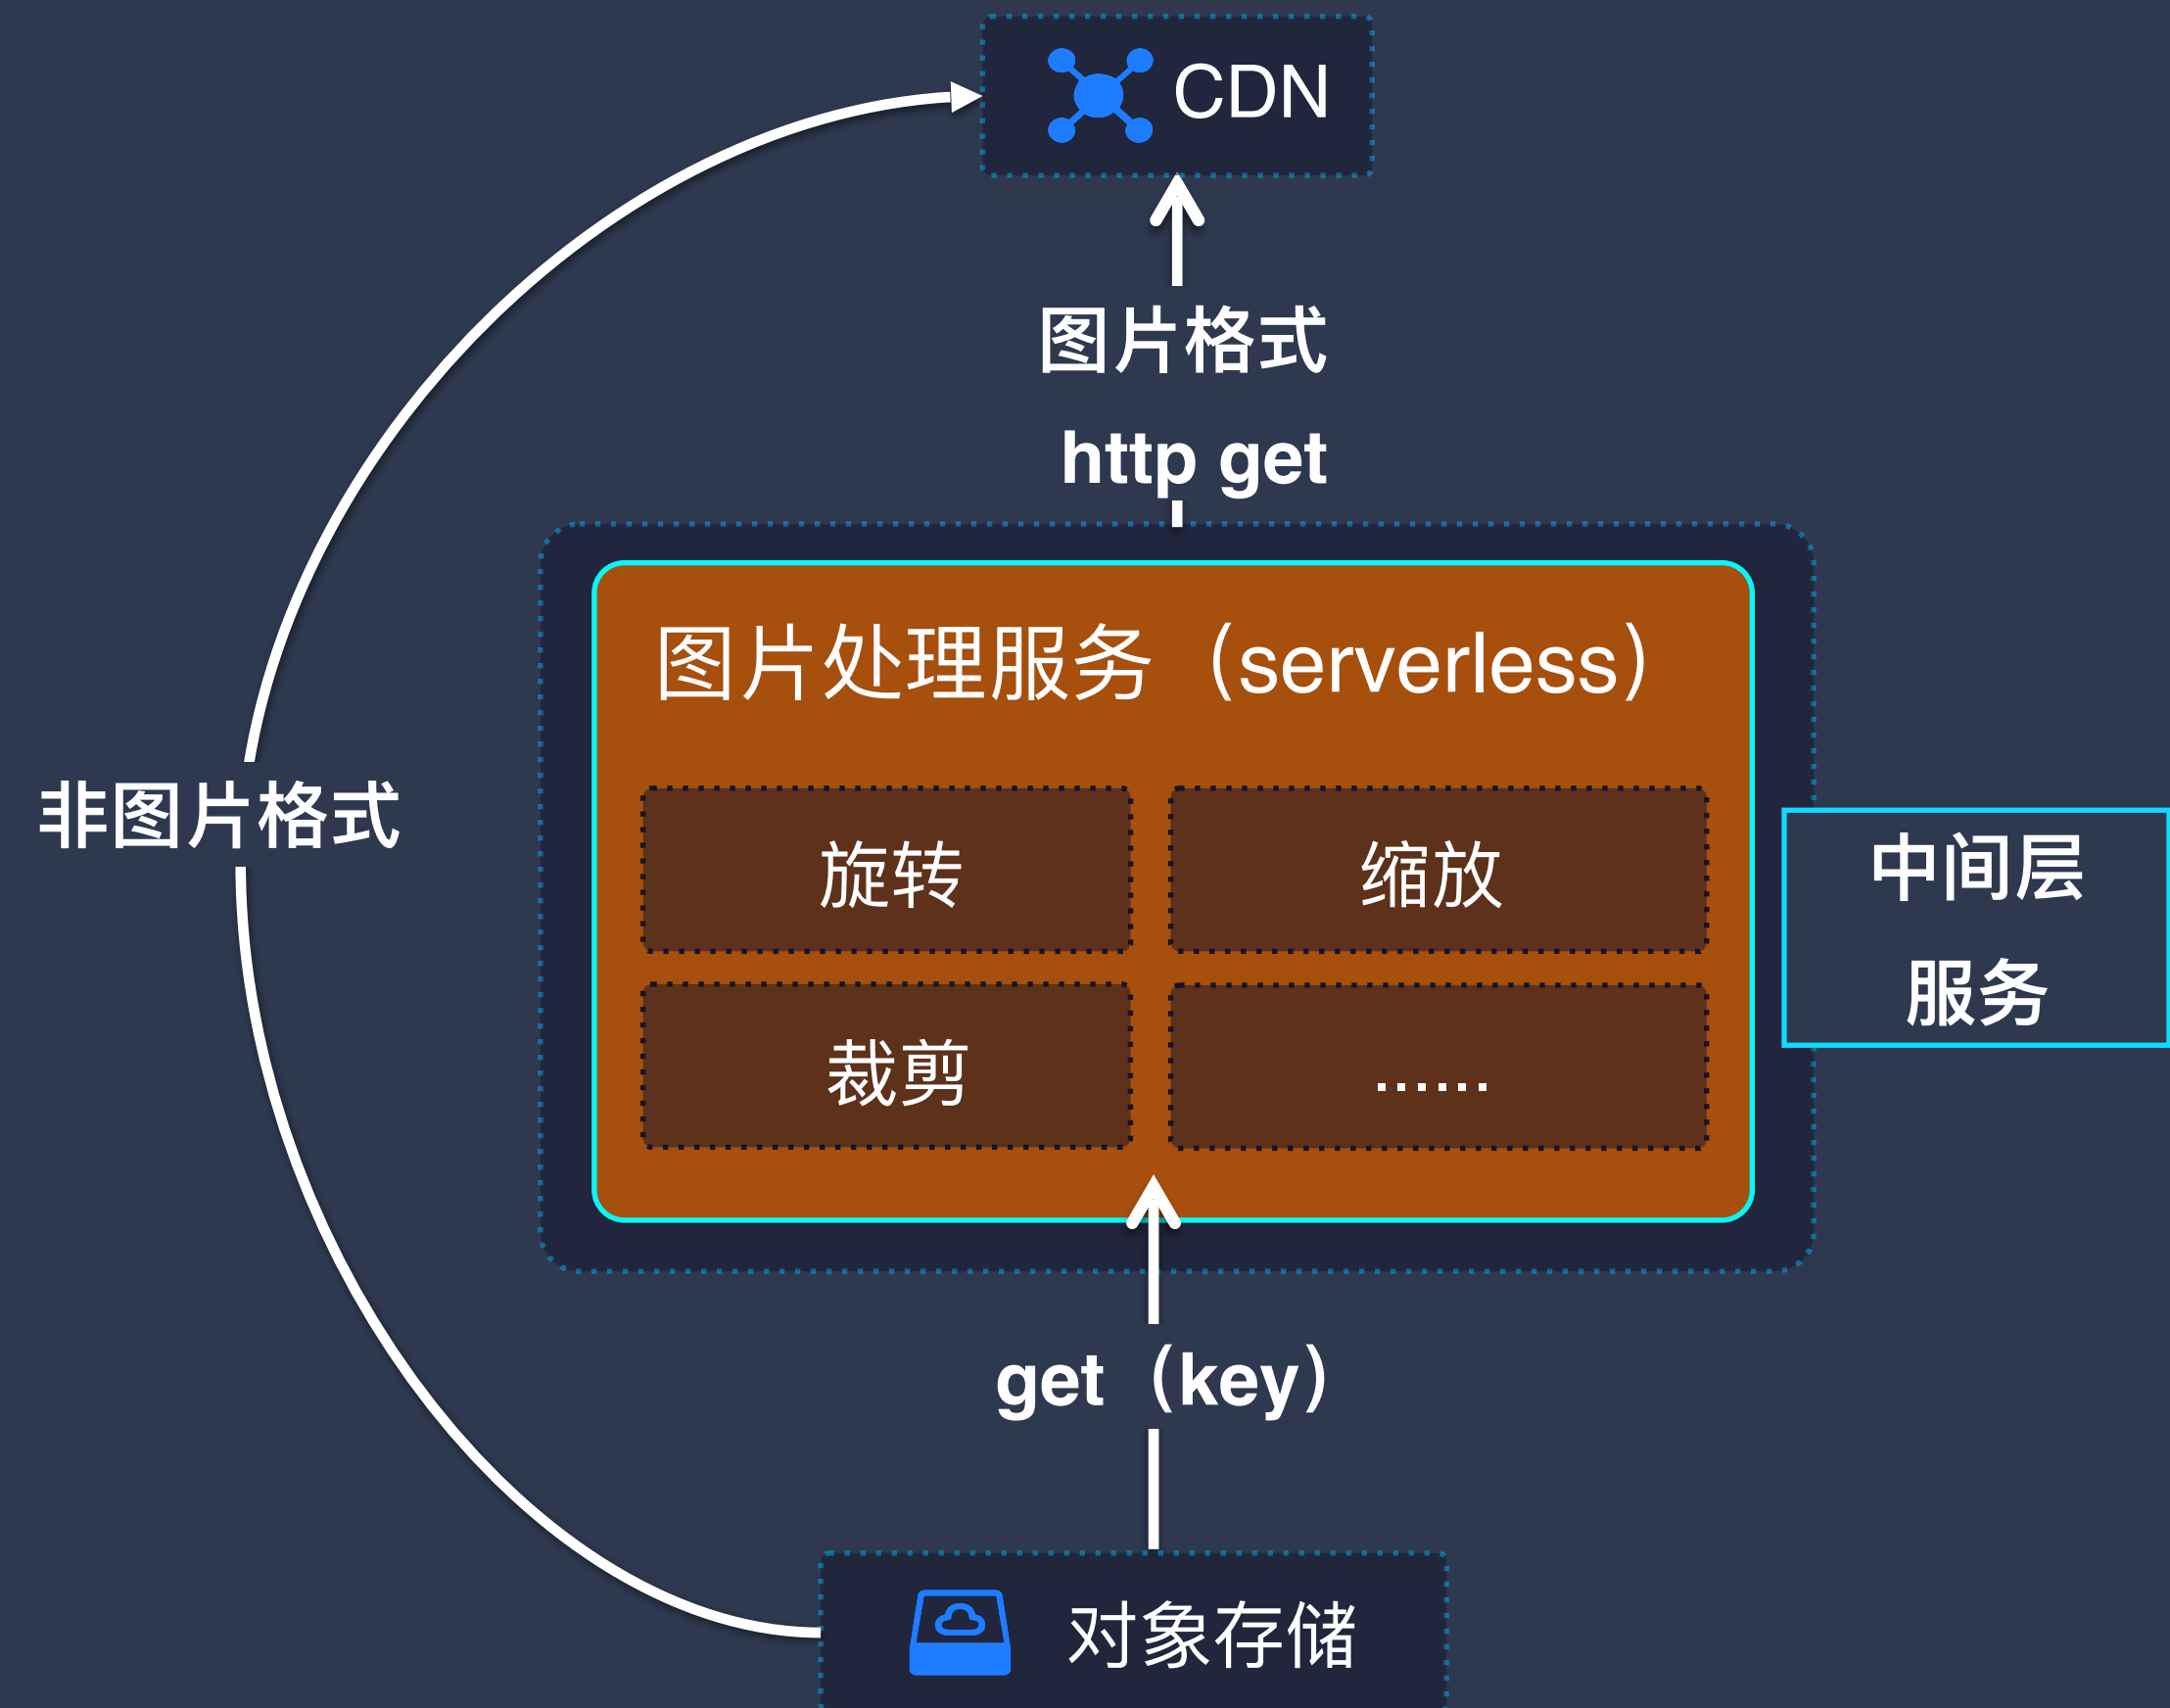 CDN
图片格式
http get
图片处理服务（serverless）
非图片格式
旋转
缩放
中间层
服务
裁剪
……
get（key）
对象存储